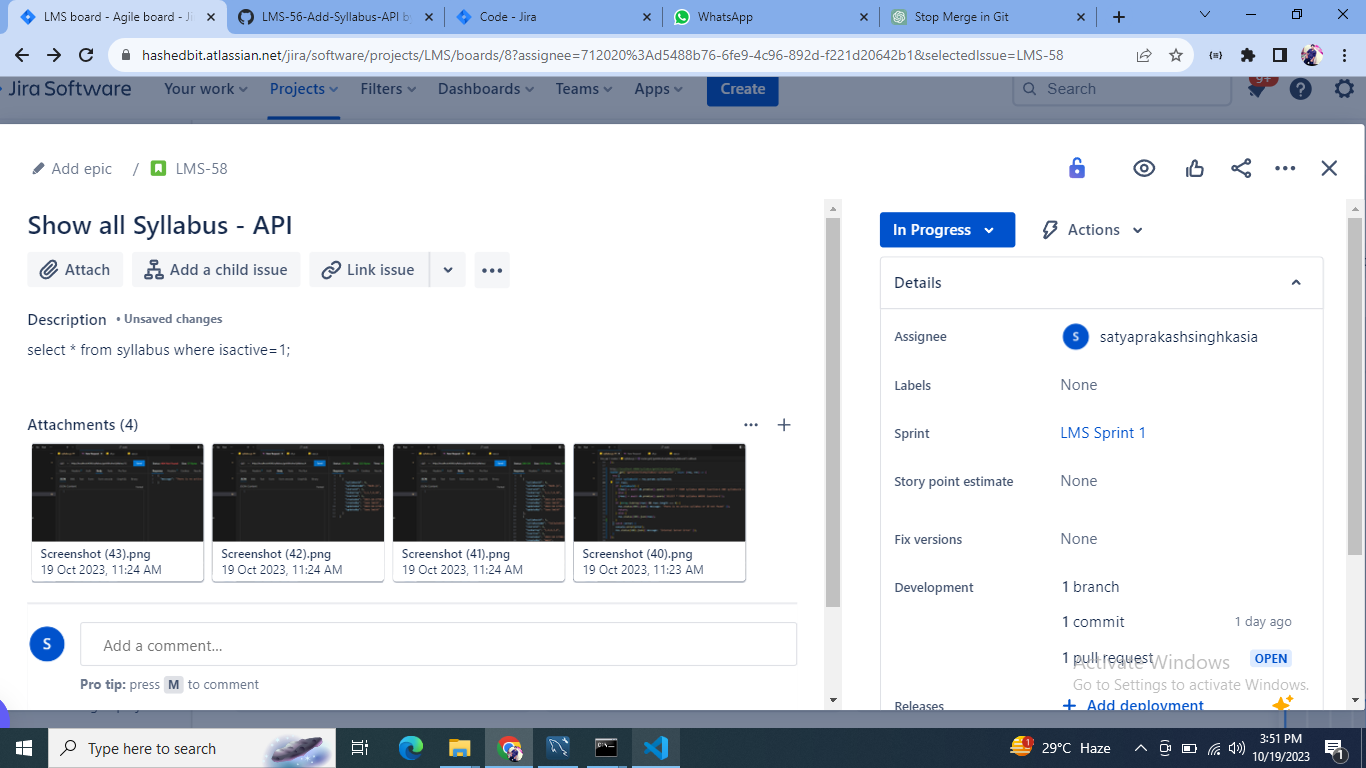 LMS board - Agile board - Ji
LMS-56-Add-Syllabus-API b
Code - Jira
WhatsApp
Stop Merge in Git
hashedbit.atlassian.net/jira/software/projects/LMS/boards/8?assignee=712020%3Ad5488b76-6fe9-4c96-892d-f221d20642b1&selectedIssue=LMS-58
Jira Software
Your work
Projects
Filters
Dashboards
Teams
Apps
Create
Search
9+
Add epic / LMS-58
Show all Syllabus - API
Attach
Add a child issue
Link issue
Description • Unsaved changes
select * from syllabus where isactive=1;
Attachments (4)
Screenshot (43).png
19 Oct 2023, 11:24 AM
Screenshot (42).png
19 Oct 2023, 11:24 AM
Screenshot (41).png
19 Oct 2023, 11:24 AM
Screenshot (40).png
19 Oct 2023, 11:23 AM
S
Add a comment...
Pro tip: press M to comment
In Progress
Actions
Details
Assignee
S satyaprakashsinghkasia
Labels
None
Sprint
LMS Sprint 1
Story point estimate
None
Fix versions
None
Development
1 branch
1 commit
1 day ago
1 pull request
OPEN
Activate Windows
Go to Settings to activate Windows.
Releases
Add deployment
Type here to search
1
29°C Haze
3:51 PM
10/19/2023
1